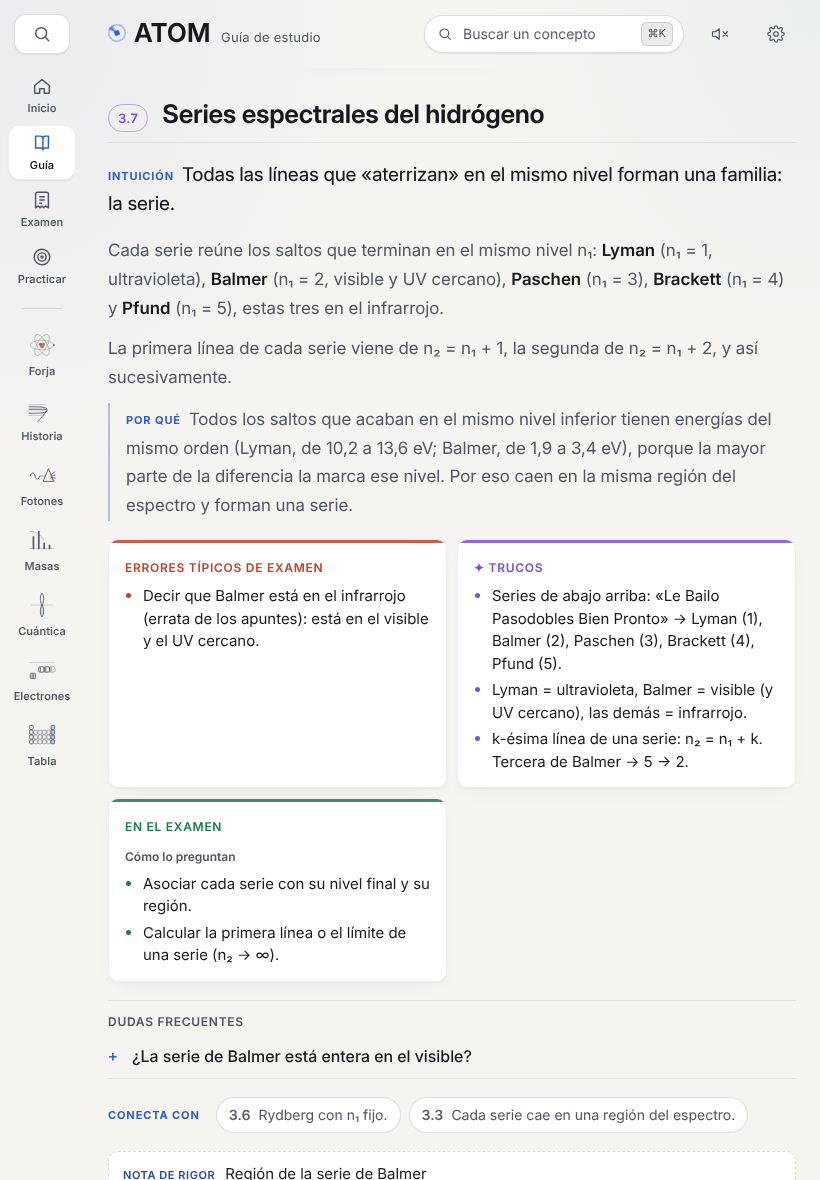 ATOM Guía de estudio
Buscar un concepto ⌘K
Inicio
Guía
Examen
Practicar
Forja
Historia
Fotones
Masas
Cuántica
Electrones
Tabla
3.7 Series espectrales del hidrógeno
INTUICIÓN Todas las líneas que «aterrizan» en el mismo nivel forman una familia:
la serie.
Cada serie reúne los saltos que terminan en el mismo nivel n₁: Lyman (n₁ = 1,
ultravioleta), Balmer (n₁ = 2, visible y UV cercano), Paschen (n₁ = 3), Brackett (n₁ = 4)
y Pfund (n₁ = 5), estas tres en el infrarrojo.
La primera línea de cada serie viene de n₂ = n₁ + 1, la segunda de n₂ = n₁ + 2, y así
sucesivamente.
POR QUÉ Todos los saltos que acaban en el mismo nivel inferior tienen energías del
mismo orden (Lyman, de 10,2 a 13,6 eV; Balmer, de 1,9 a 3,4 eV), porque la mayor
parte de la diferencia la marca ese nivel. Por eso caen en la misma región del
espectro y forman una serie.
ERRORES TÍPICOS DE EXAMEN
• Decir que Balmer está en el infrarrojo
(errata de los apuntes): está en el visible
y el UV cercano.
✦ TRUCOS
• Series de abajo arriba: «Le Bailo
Pasodobles Bien Pronto» → Lyman (1),
Balmer (2), Paschen (3), Brackett (4),
Pfund (5).
• Lyman = ultravioleta, Balmer = visible (y
UV cercano), las demás = infrarrojo.
• k-ésima línea de una serie: n₂ = n₁ + k.
Tercera de Balmer → 5 → 2.
EN EL EXAMEN
Cómo lo preguntan
• Asociar cada serie con su nivel final y su
región.
• Calcular la primera línea o el límite de
una serie (n₂ → ∞).
DUDAS FRECUENTES
+ ¿La serie de Balmer está entera en el visible?
CONECTA CON 3.6 Rydberg con n₁ fijo. 3.3 Cada serie cae en una región del espectro.
NOTA DE RIGOR Región de la serie de Balmer